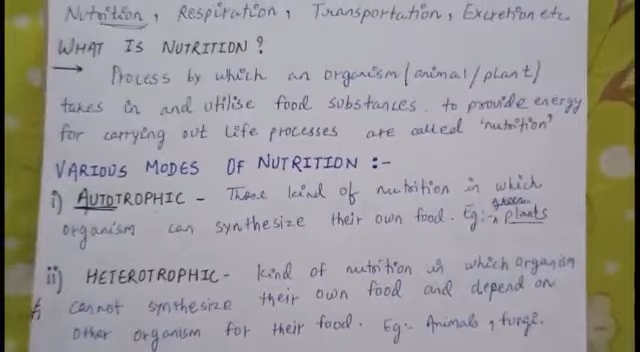 Nutrition, Respiration, Transportation, Excretion etc.
WHAT IS NUTRITION?
→ Process by which an organism (animal/plant)
takes in and utilise food substances to provide energy
for carrying out life processes are called 'nutrition'
VARIOUS MODES OF NUTRITION :-
i) AUTOTROPHIC - Those kind of nutrition in which
organism can synthesize their own food. Eg:- green plants
ii) HETEROTROPHIC - kind of nutrition in which organism
cannot synthesize their own food and depend on
other organism for their food. Eg:- Animals, fungi.